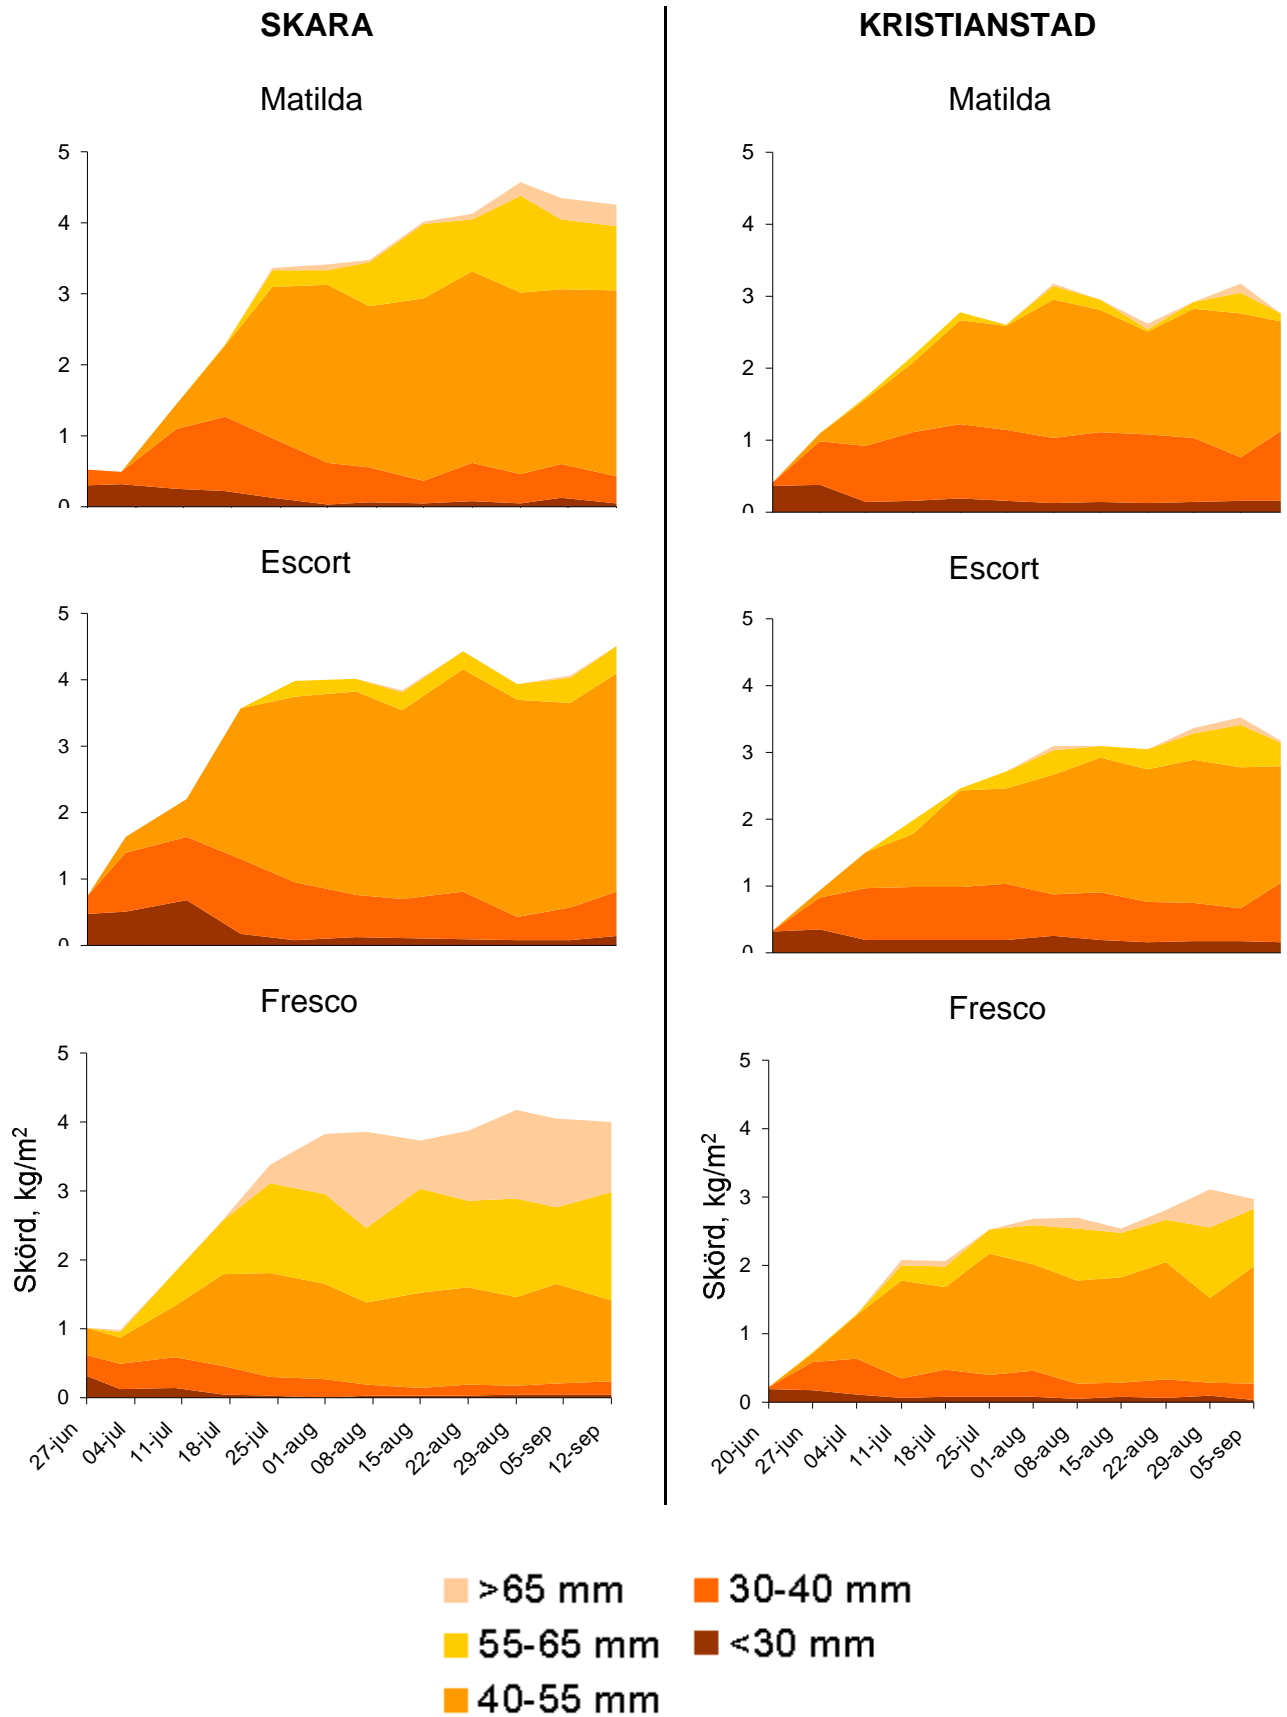 SKARA
KRISTIANSTAD
Matilda
Matilda
5
4
3
2
1
0
5
4
3
2
1
0
Escort
Escort
5
4
3
2
1
0
5
4
3
2
1
0
Fresco
Fresco
Skörd, kg/m²
5
4
3
2
1
0
27-jun
04-jul
11-jul
18-jul
25-jul
01-aug
08-aug
15-aug
22-aug
29-aug
05-sep
12-sep
Skörd, kg/m²
5
4
3
2
1
0
20-jun
27-jun
04-jul
11-jul
18-jul
25-jul
01-aug
08-aug
15-aug
22-aug
29-aug
05-sep
>65 mm
30-40 mm
55-65 mm
<30 mm
40-55 mm